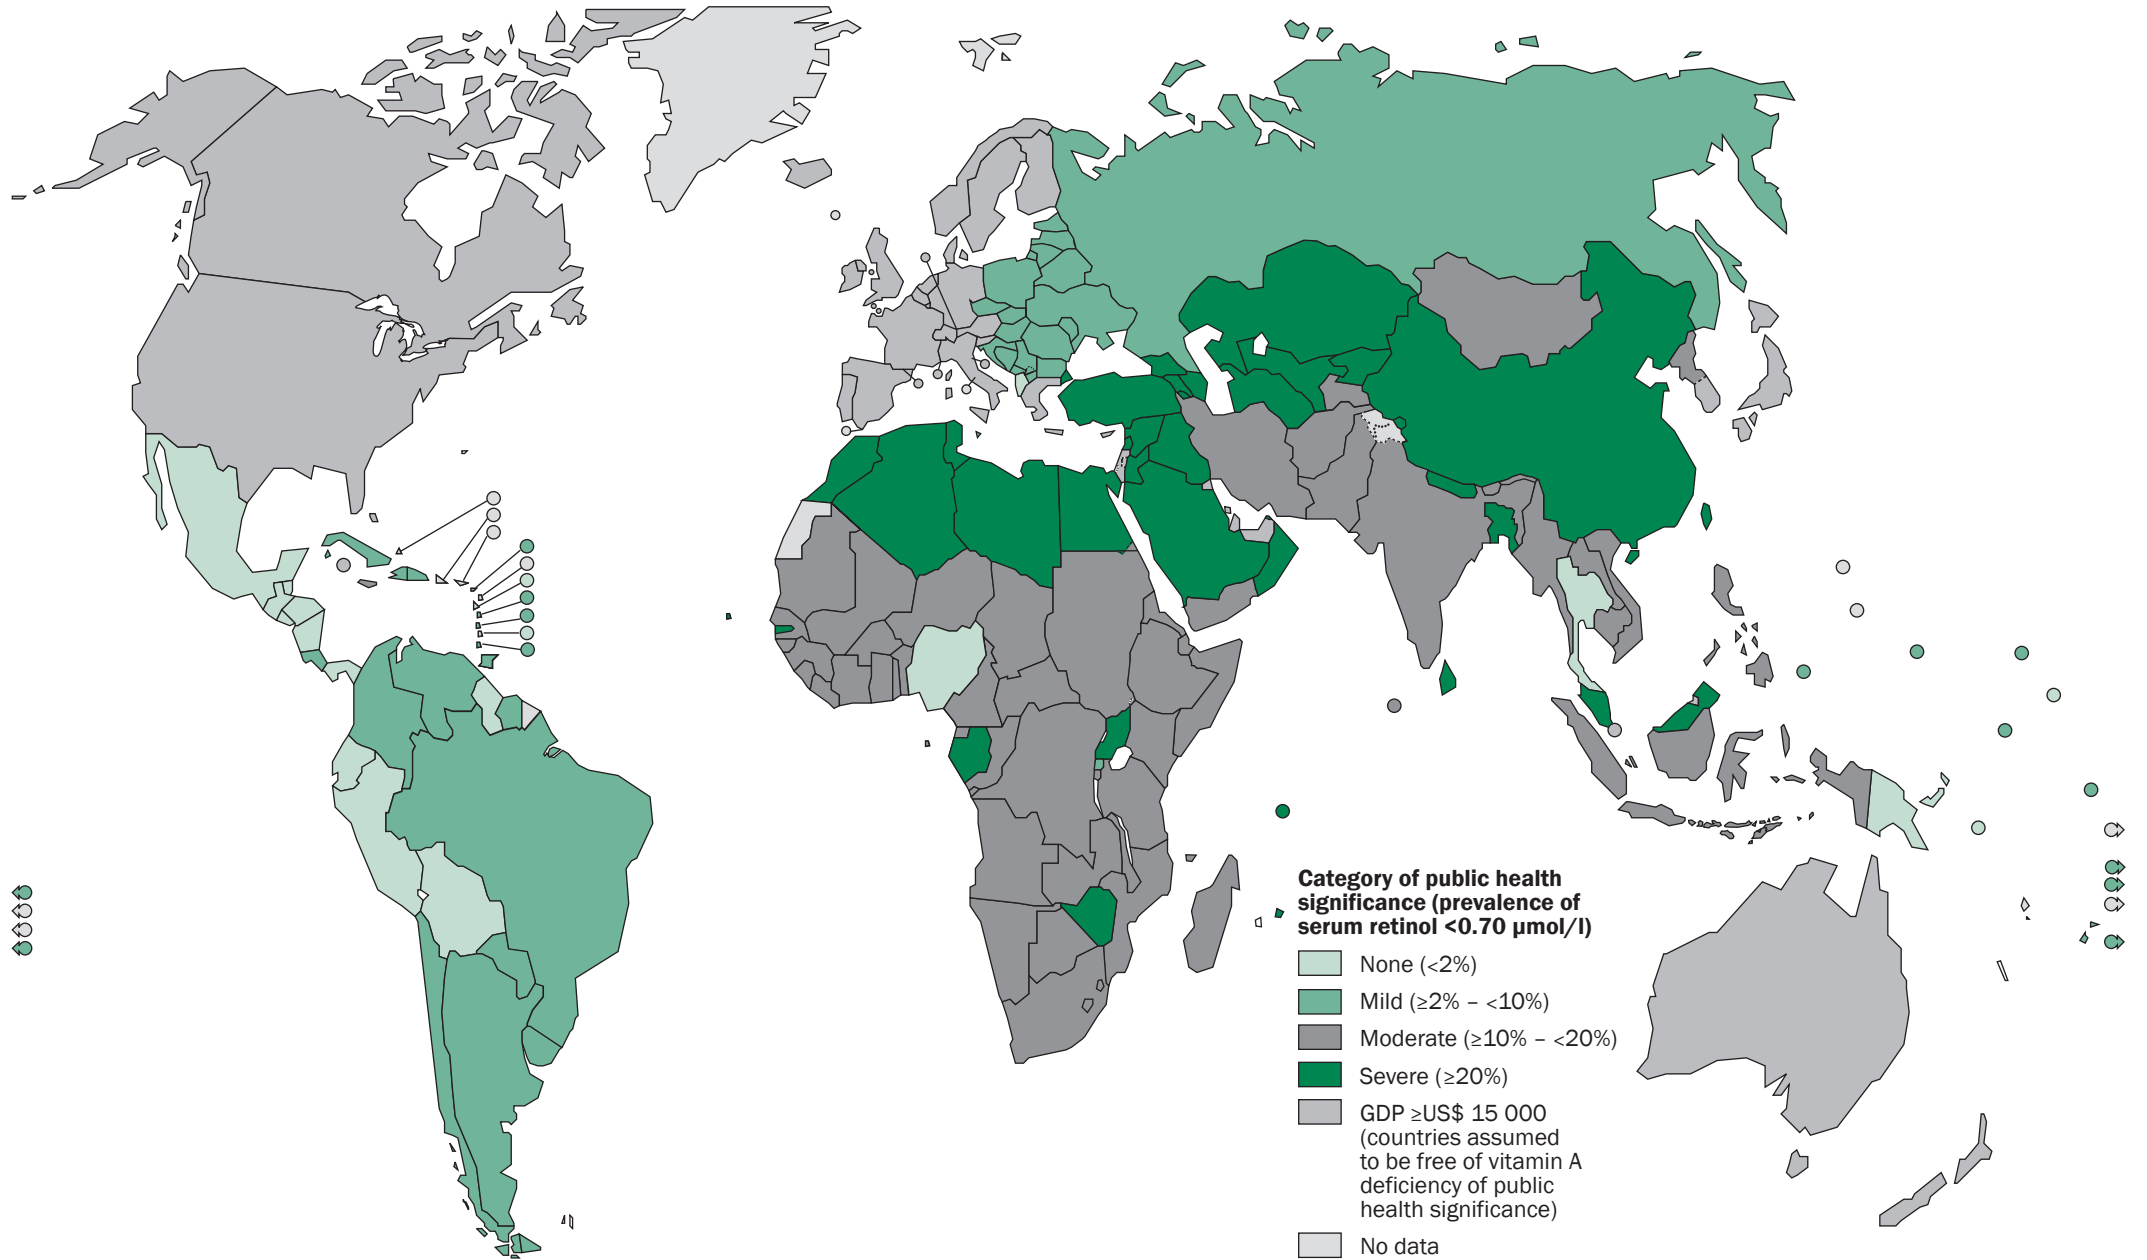 Category of public health
significance (prevalence of
serum retinol <0.70 µmol/l)
None (<2%)
Mild (≥2% – <10%)
Moderate (≥10% – <20%)
Severe (≥20%)
GDP ≥US$ 15 000
(countries assumed
to be free of vitamin A
deficiency of public
health significance)
No data